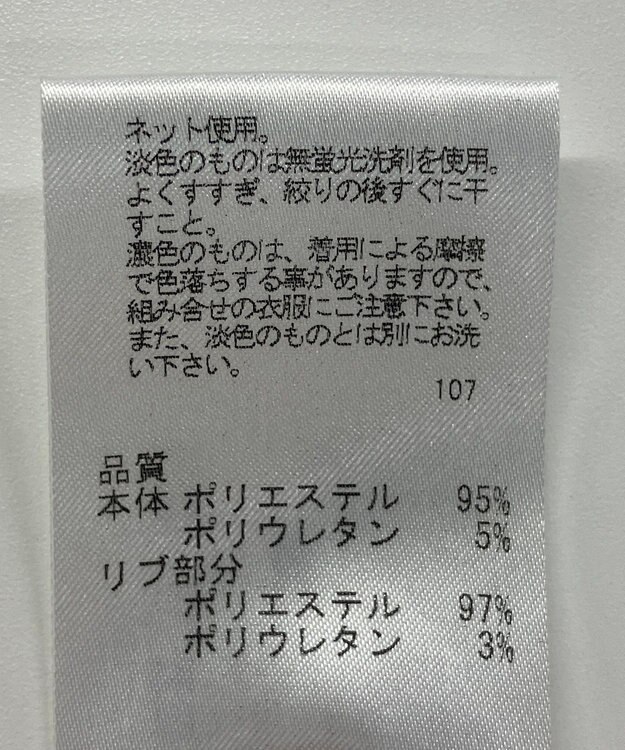 ネット使用。
淡色のものは無蛍光洗剤を使用。
よくすすぎ、絞りの後すぐに干
すこと。
濃色のものは、着用による摩擦
で色落ちする事がありますので、
組み合せの衣服にご注意下さい。
また、淡色のものとは別にお洗
い下さい。
107
品質
本体 ポリエステル 95%
ポリウレタン 5%
リブ部分
ポリエステル 97%
ポリウレタン 3%